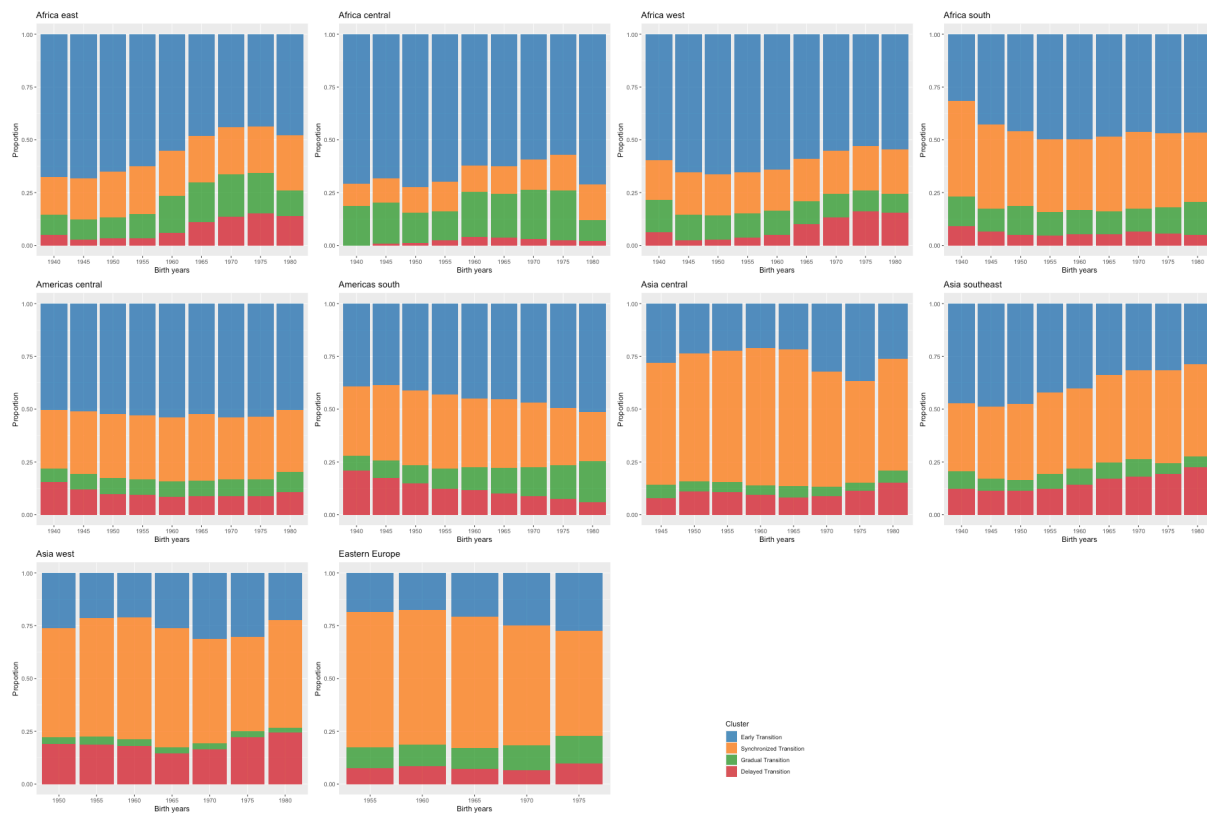 Africa east
Africa central
Africa west
Africa south
1.00
0.75
0.50
0.25
0.00
Proportion
1940 1945 1950 1955 1960 1965 1970 1975 1980
Birth years
1.00
0.75
0.50
0.25
0.00
Proportion
1940 1945 1950 1955 1960 1965 1970 1975 1980
Birth years
1.00
0.75
0.50
0.25
0.00
Proportion
1940 1945 1950 1955 1960 1965 1970 1975 1980
Birth years
1.00
0.75
0.50
0.25
0.00
Proportion
1940 1945 1950 1955 1960 1965 1970 1975 1980
Birth years
Americas central
Americas south
Asia central
Asia southeast
1.00
0.75
0.50
0.25
0.00
Proportion
1940 1945 1950 1955 1960 1965 1970 1975 1980
Birth years
1.00
0.75
0.50
0.25
0.00
Proportion
1940 1945 1950 1955 1960 1965 1970 1975 1980
Birth years
1.00
0.75
0.50
0.25
0.00
Proportion
1945 1950 1955 1960 1965 1970 1975 1980
Birth years
1.00
0.75
0.50
0.25
0.00
Proportion
1940 1945 1950 1955 1960 1965 1970 1975 1980
Birth years
Asia west
Eastern Europe
1.00
0.75
0.50
0.25
0.00
Proportion
1950 1955 1960 1965 1970 1975 1980
Birth years
1.00
0.75
0.50
0.25
0.00
Proportion
1955 1960 1965 1970 1975
Birth years
Cluster
Early Transition
Synchronized Transition
Gradual Transition
Delayed Transition